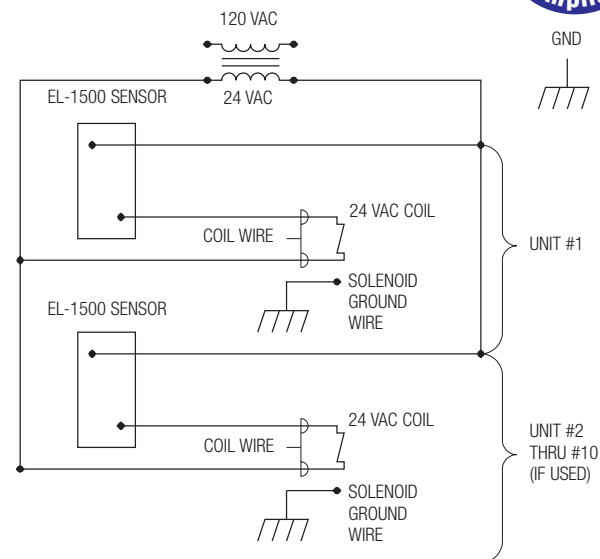 120 VAC
GND
24 VAC
EL-1500 SENSOR
24 VAC COIL
COIL WIRE
UNIT #1
SOLENOID
GROUND
WIRE
EL-1500 SENSOR
24 VAC COIL
COIL WIRE
UNIT #2
THRU #10
(IF USED)
SOLENOID
GROUND
WIRE